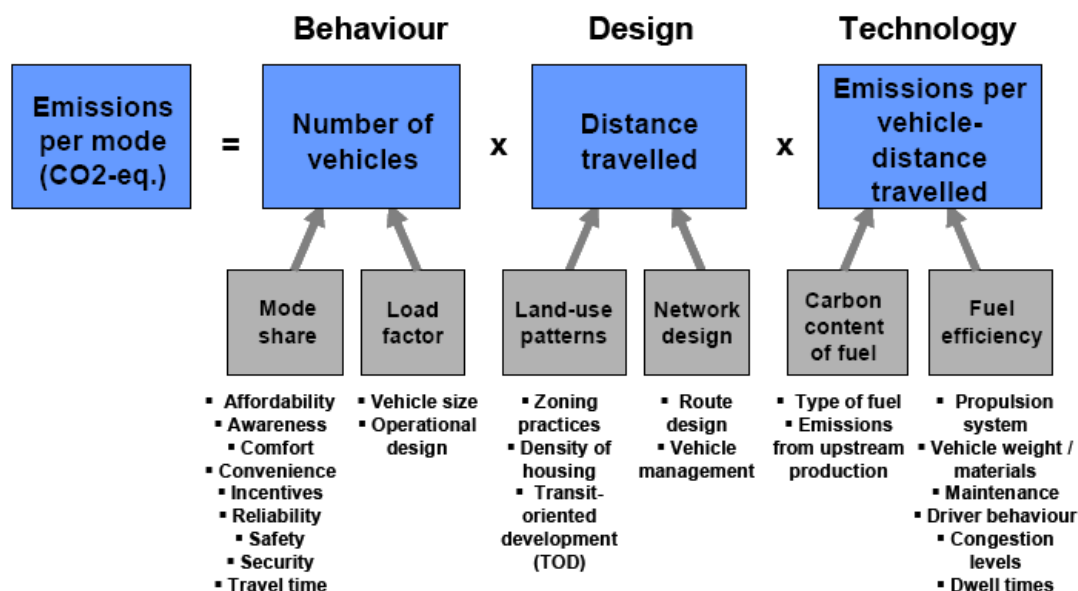 Behaviour
Design
Technology
Emissions
per mode
(CO2-eq.)
=
Number of
vehicles
x
Distance
travelled
x
Emissions per
vehicle-
distance
travelled
Mode
share
Load
factor
Land-use
patterns
Network
design
Carbon
content
of fuel
Fuel
efficiency
▪ Affordability
▪ Awareness
▪ Comfort
▪ Convenience
▪ Incentives
▪ Reliability
▪ Safety
▪ Security
▪ Travel time
▪ Vehicle size
▪ Operational
design
▪ Zoning
practices
▪ Density of
housing
▪ Transit-
oriented
development
(TOD)
▪ Route
design
▪ Vehicle
management
▪ Type of fuel
▪ Emissions
from upstream
production
▪ Propulsion
system
▪ Vehicle weight /
materials
▪ Maintenance
▪ Driver behaviour
▪ Congestion
levels
▪ Dwell times